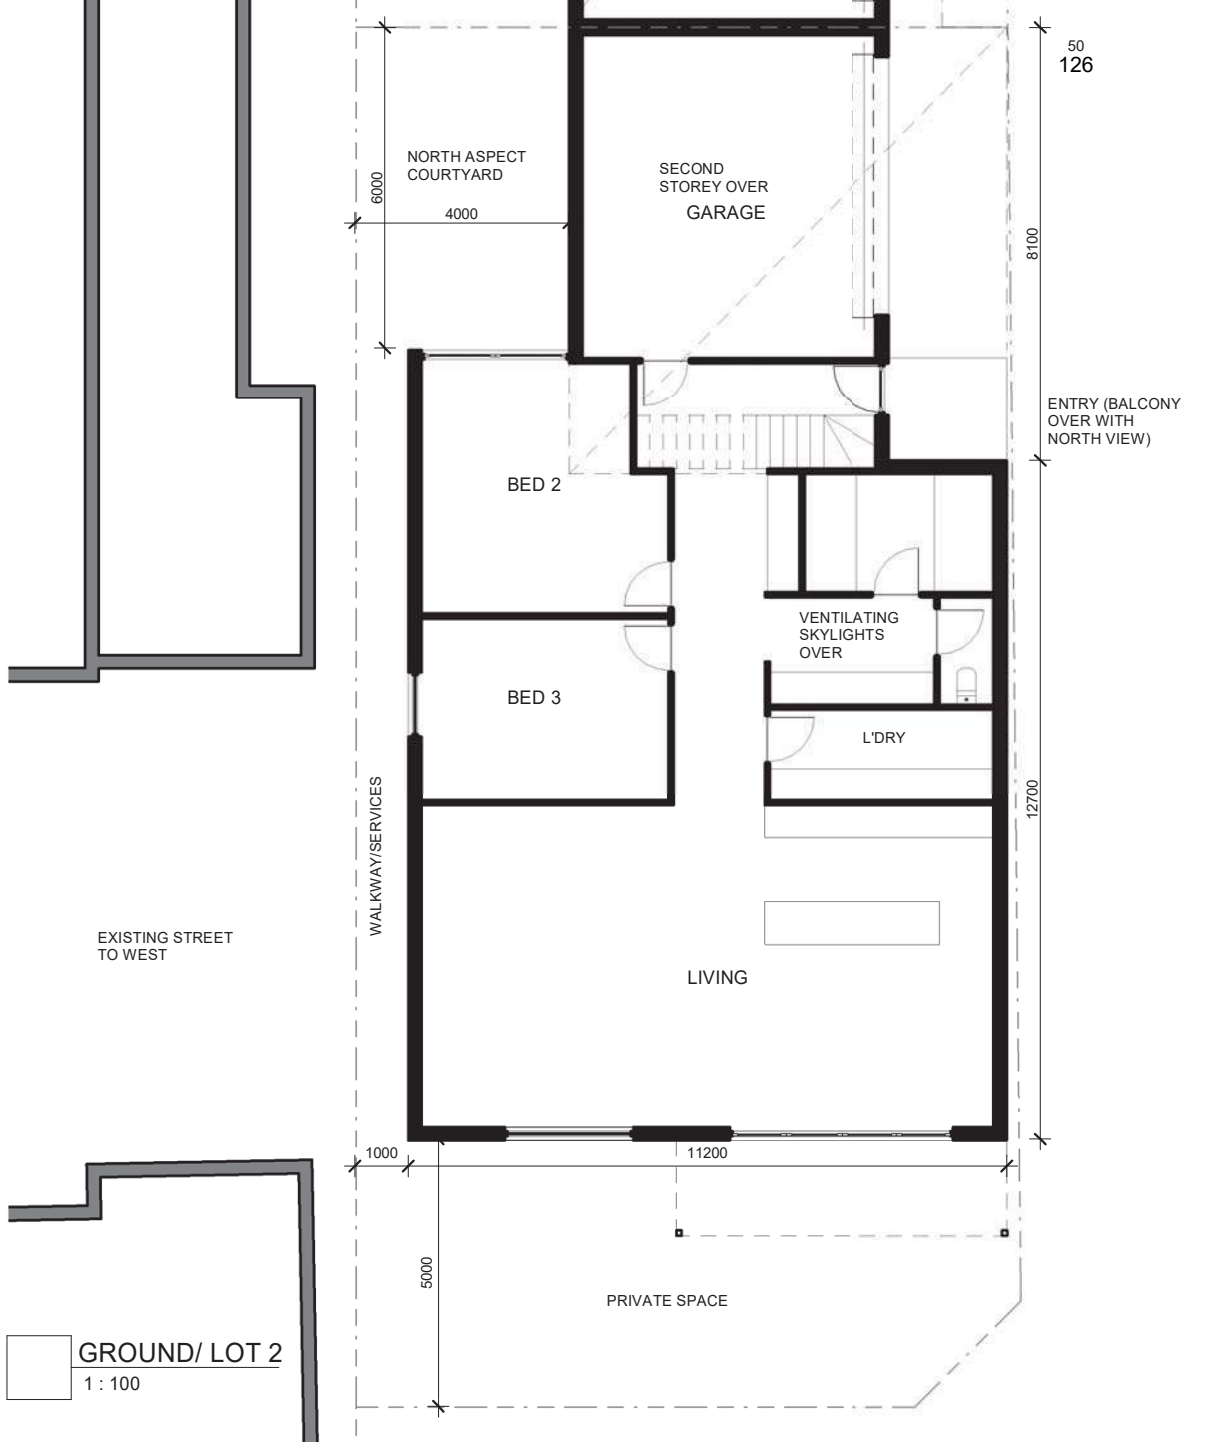 50
126
NORTH ASPECT
COURTYARD
SECOND
STOREY OVER
GARAGE
6000
4000
8100
ENTRY (BALCONY
OVER WITH
NORTH VIEW)
BED 2
VENTILATING
SKYLIGHTS
OVER
BED 3
L'DRY
12700
WALKWAY/SERVICES
EXISTING STREET
TO WEST
LIVING
1000
11200
5000
PRIVATE SPACE
GROUND/ LOT 2
1 : 100